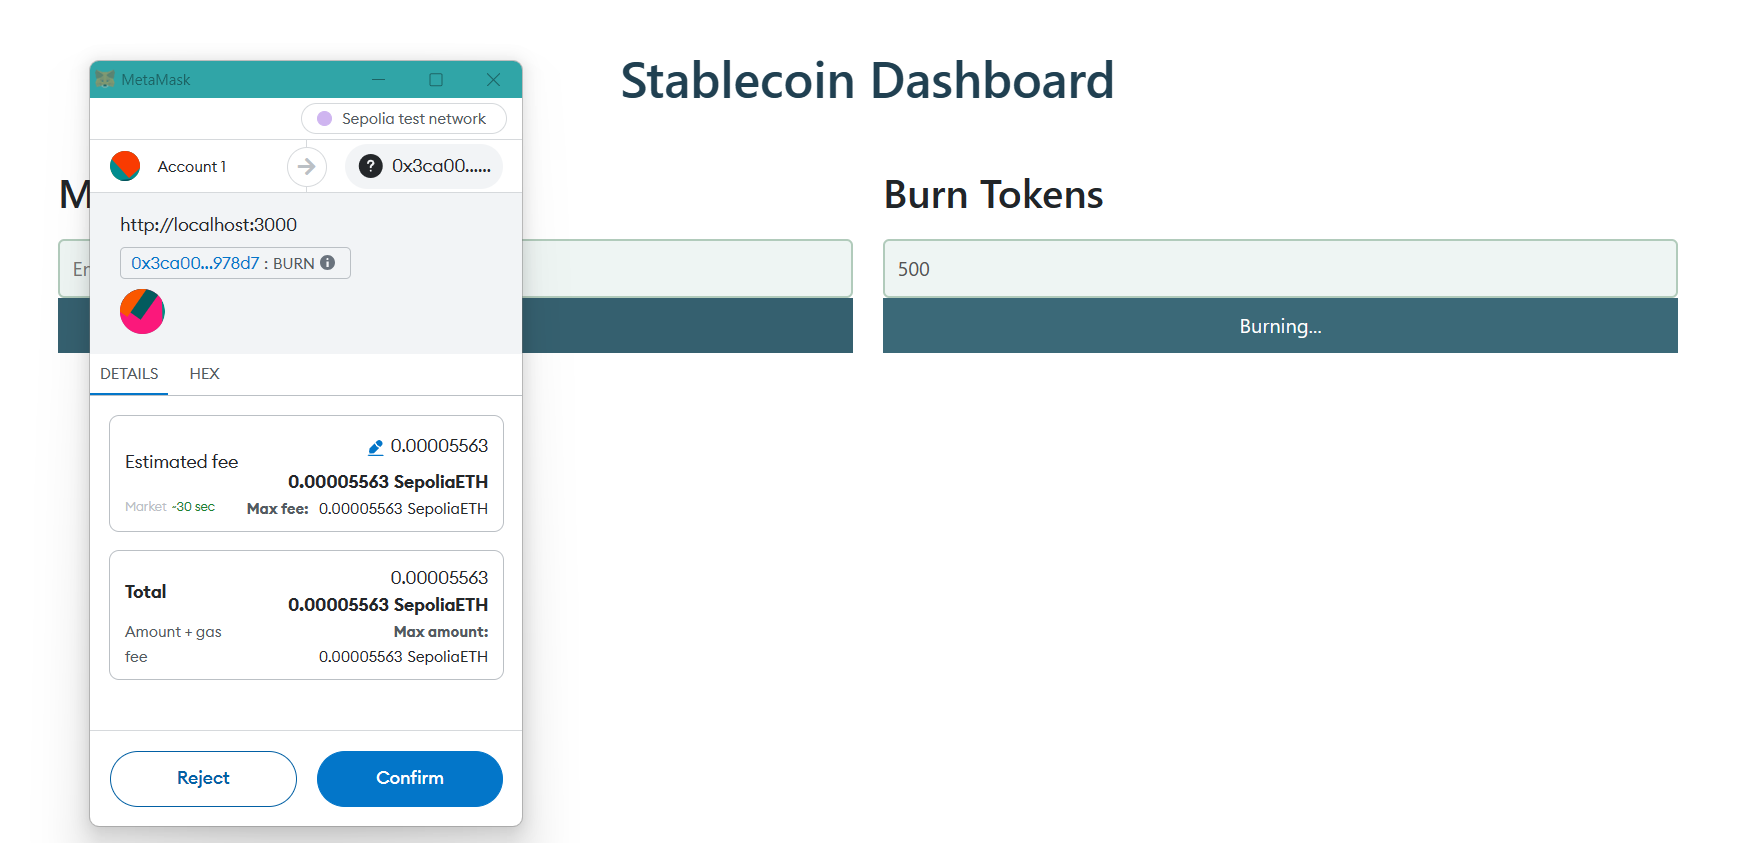 Stablecoin Dashboard
MetaMask
Sepolia test network
Account 1
0x3ca00......
http://localhost:3000
0x3ca00...978d7 : BURN
DETAILS HEX
Estimated fee
0.00005563
0.00005563 SepoliaETH
Market ~30 sec
Max fee: 0.00005563 SepoliaETH
Total
0.00005563
0.00005563 SepoliaETH
Amount + gas fee
Max amount:
0.00005563 SepoliaETH
Reject
Confirm
M
Er
Burn Tokens
500
Burning...